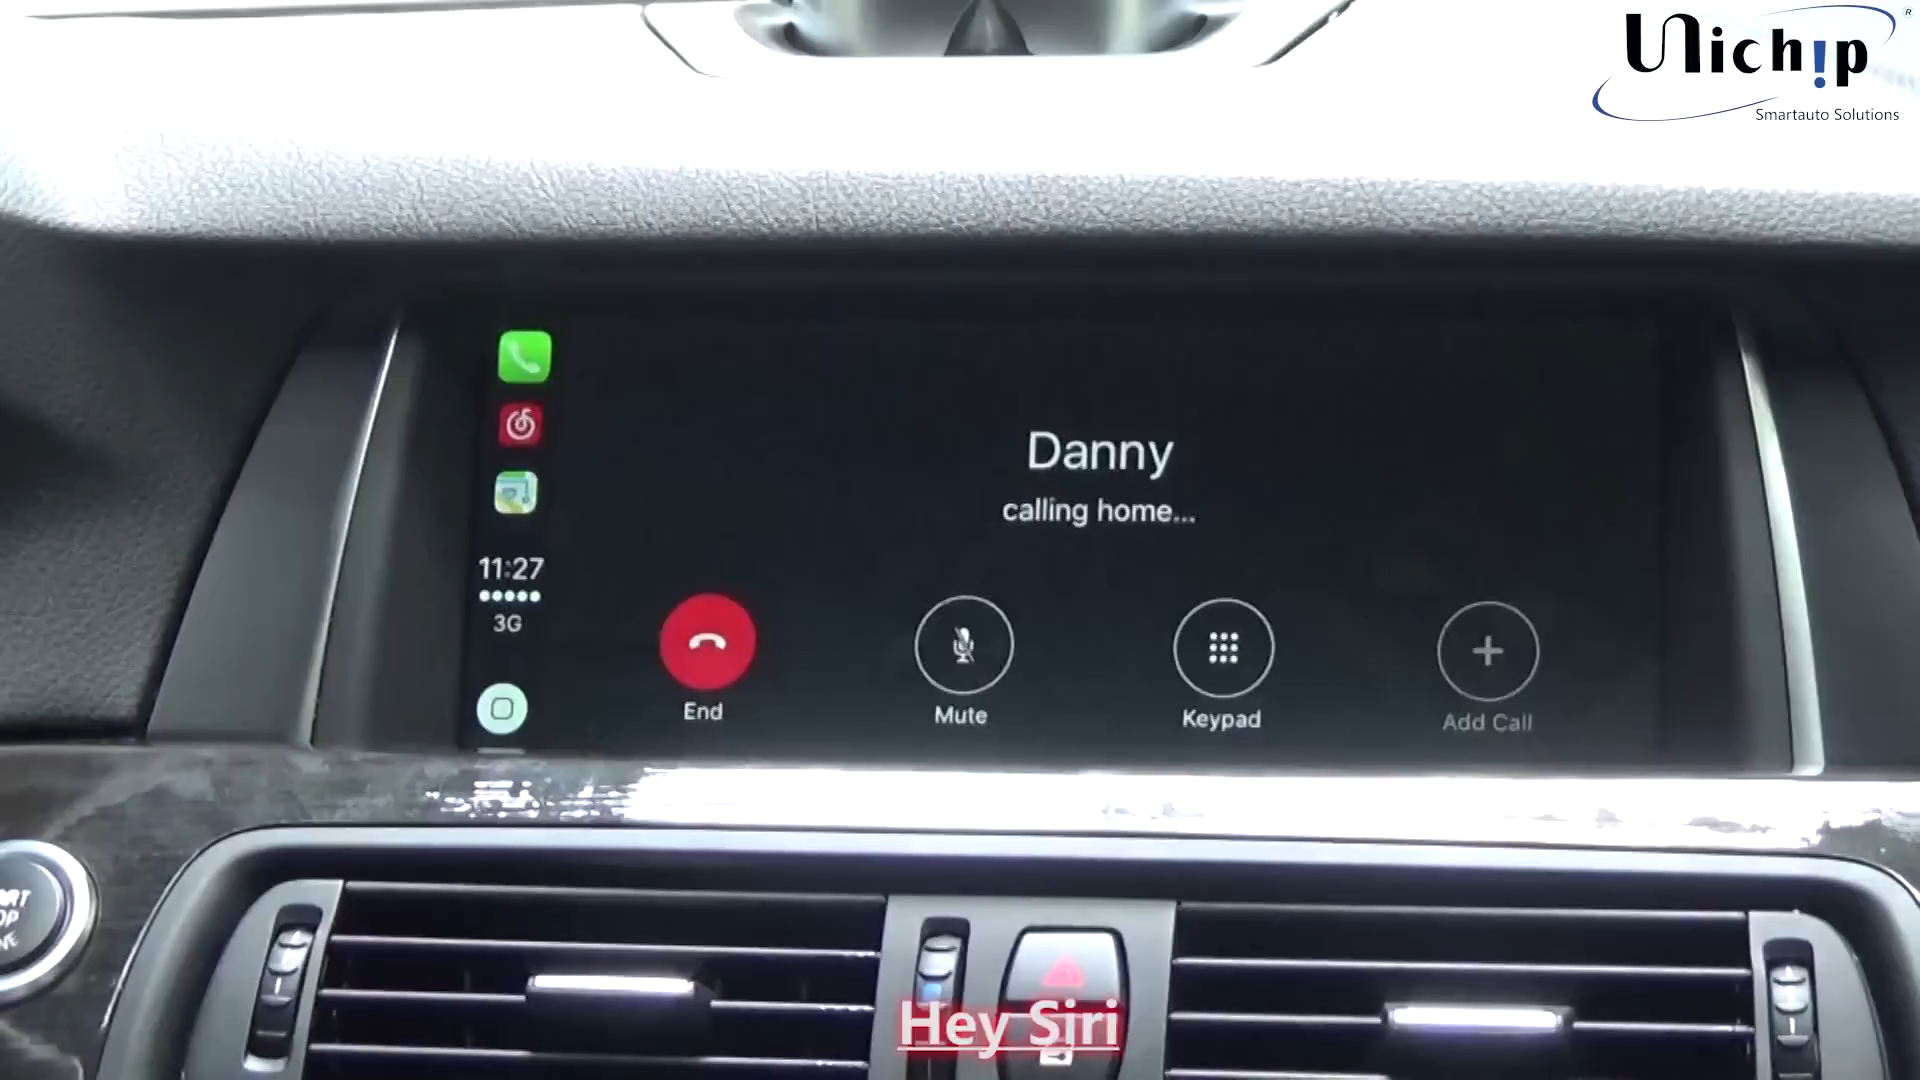 Unichip
Smartauto Solutions
Danny
calling home...
11:27
3G
End
Mute
Keypad
Add Call
Hey Siri